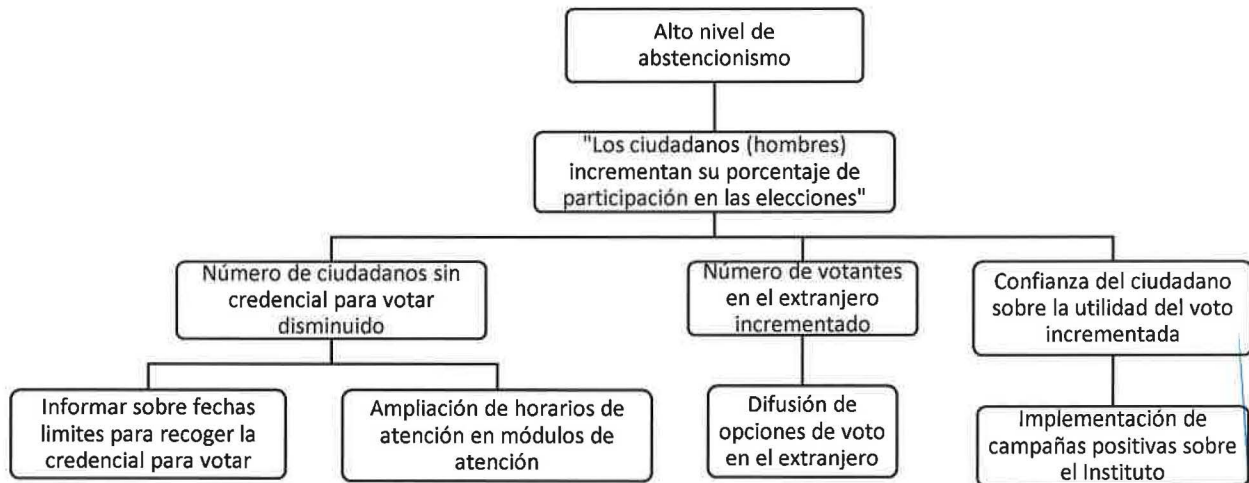 Alto nivel de
abstencionismo
"Los ciudadanos (hombres)
incrementan su porcentaje de
participación en las elecciones"
Número de ciudadanos sin
credencial para votar
disminuido
Número de votantes
en el extranjero
incrementado
Confianza del ciudadano
sobre la utilidad del voto
incrementada
Informar sobre fechas
limites para recoger la
credencial para votar
Ampliación de horarios de
atención en módulos de
atención
Difusión de
opciones de voto
en el extranjero
Implementación de
campañas positivas sobre
el Instituto